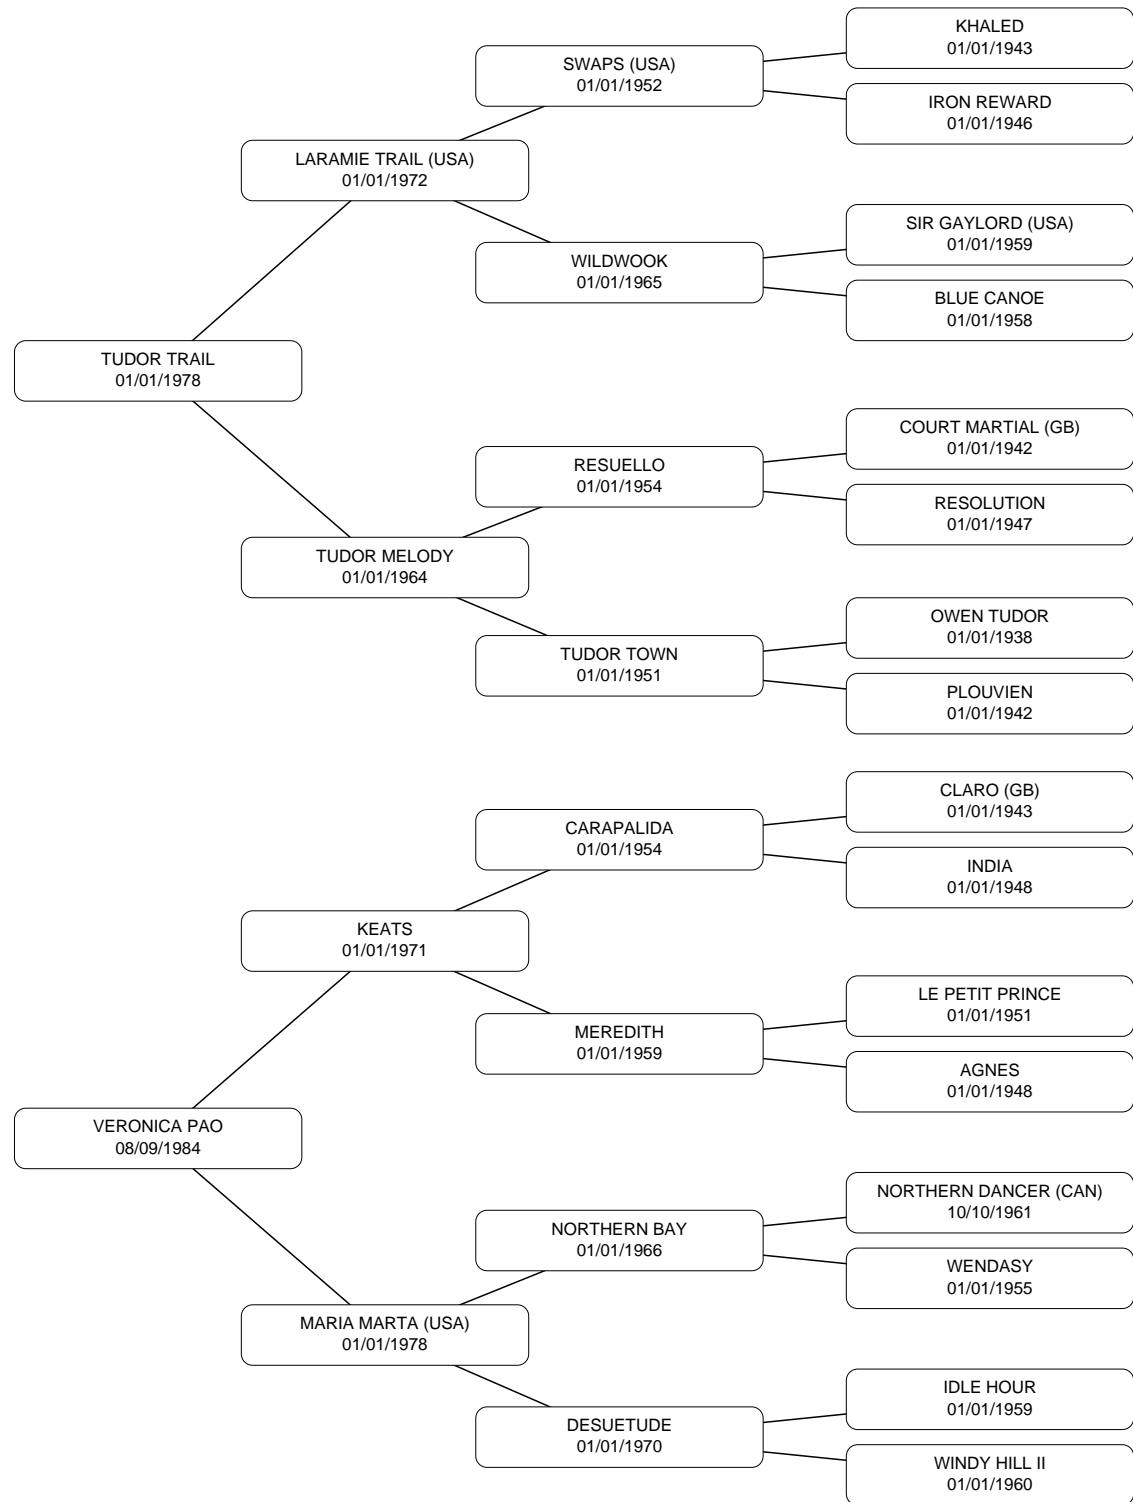 KHALED
01/01/1943
SWAPS (USA)
01/01/1952
IRON REWARD
01/01/1946
LARAMIE TRAIL (USA)
01/01/1972
SIR GAYLORD (USA)
01/01/1959
WILDWOOK
01/01/1965
BLUE CANOE
01/01/1958
TUDOR TRAIL
01/01/1978
COURT MARTIAL (GB)
01/01/1942
RESUELLO
01/01/1954
RESOLUTION
01/01/1947
TUDOR MELODY
01/01/1964
OWEN TUDOR
01/01/1938
TUDOR TOWN
01/01/1951
PLOUVIEN
01/01/1942
CLARO (GB)
01/01/1943
CARAPALIDA
01/01/1954
INDIA
01/01/1948
KEATS
01/01/1971
LE PETIT PRINCE
01/01/1951
MEREDITH
01/01/1959
AGNES
01/01/1948
VERONICA PAO
08/09/1984
NORTHERN DANCER (CAN)
10/10/1961
NORTHERN BAY
01/01/1966
WENDASY
01/01/1955
MARIA MARTA (USA)
01/01/1978
IDLE HOUR
01/01/1959
DESUETUDE
01/01/1970
WINDY HILL II
01/01/1960